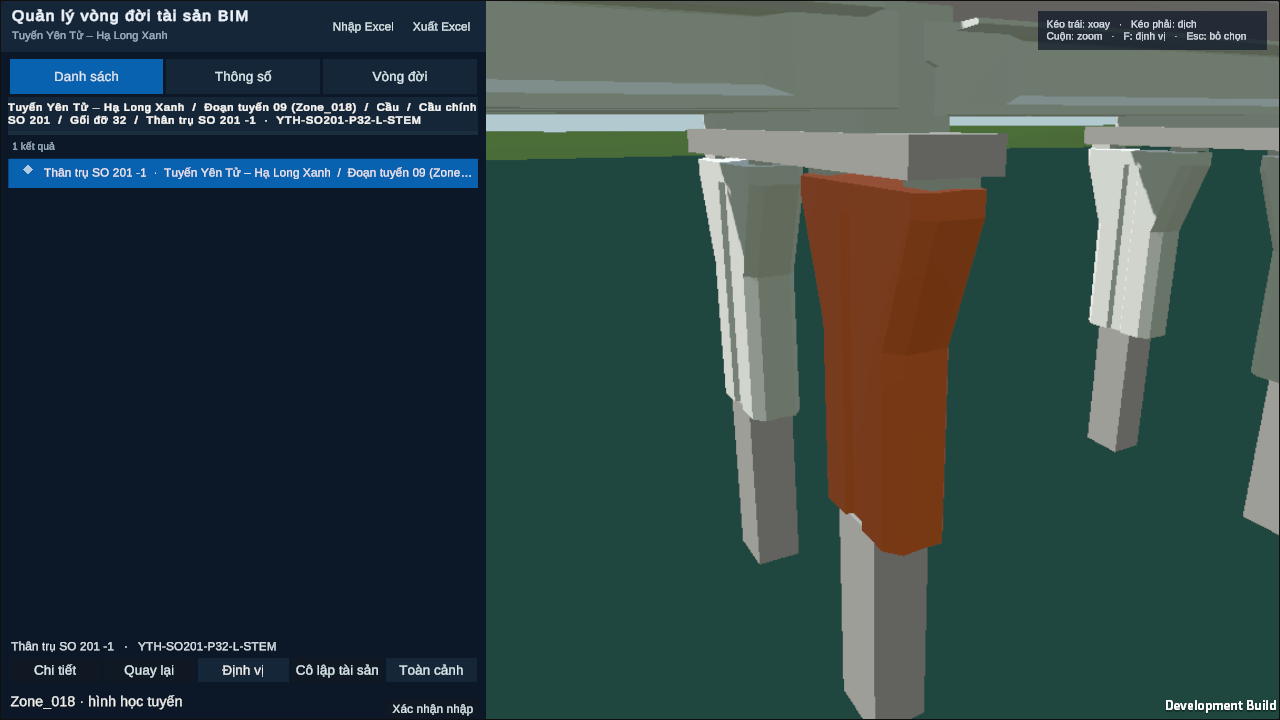 Quản lý vòng đời tài sản BIM
Tuyến Yên Tử – Hạ Long Xanh
Nhập Excel
Xuất Excel
Kéo trái: xoay · Kéo phải: dịch
Cuộn: zoom · F: định vị · Esc: bỏ chọn
Danh sách
Thông số
Vòng đời
Tuyến Yên Tử – Hạ Long Xanh / Đoạn tuyến 09 (Zone_018) / Cầu / Cầu chính
SO 201 / Gối đỡ 32 / Thân trụ SO 201 -1 · YTH-SO201-P32-L-STEM
1 kết quả
Thân trụ SO 201 -1 · Tuyến Yên Tử – Hạ Long Xanh / Đoạn tuyến 09 (Zone...
Thân trụ SO 201 -1 · YTH-SO201-P32-L-STEM
Chi tiết
Quay lại
Định vị
Cô lập tài sản
Toàn cảnh
Zone_018 · hình học tuyến
Xác nhận nhập
Development Build